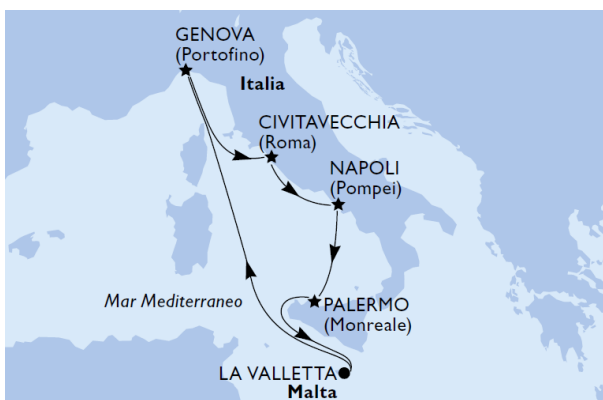 GENOVA
(Portofino)
Italia
CIVITAVECCHIA
(Roma)
NAPOLI
(Pompei)
Mar Mediterraneo
PALERMO
(Monreale)
LA VALLETTA
Malta